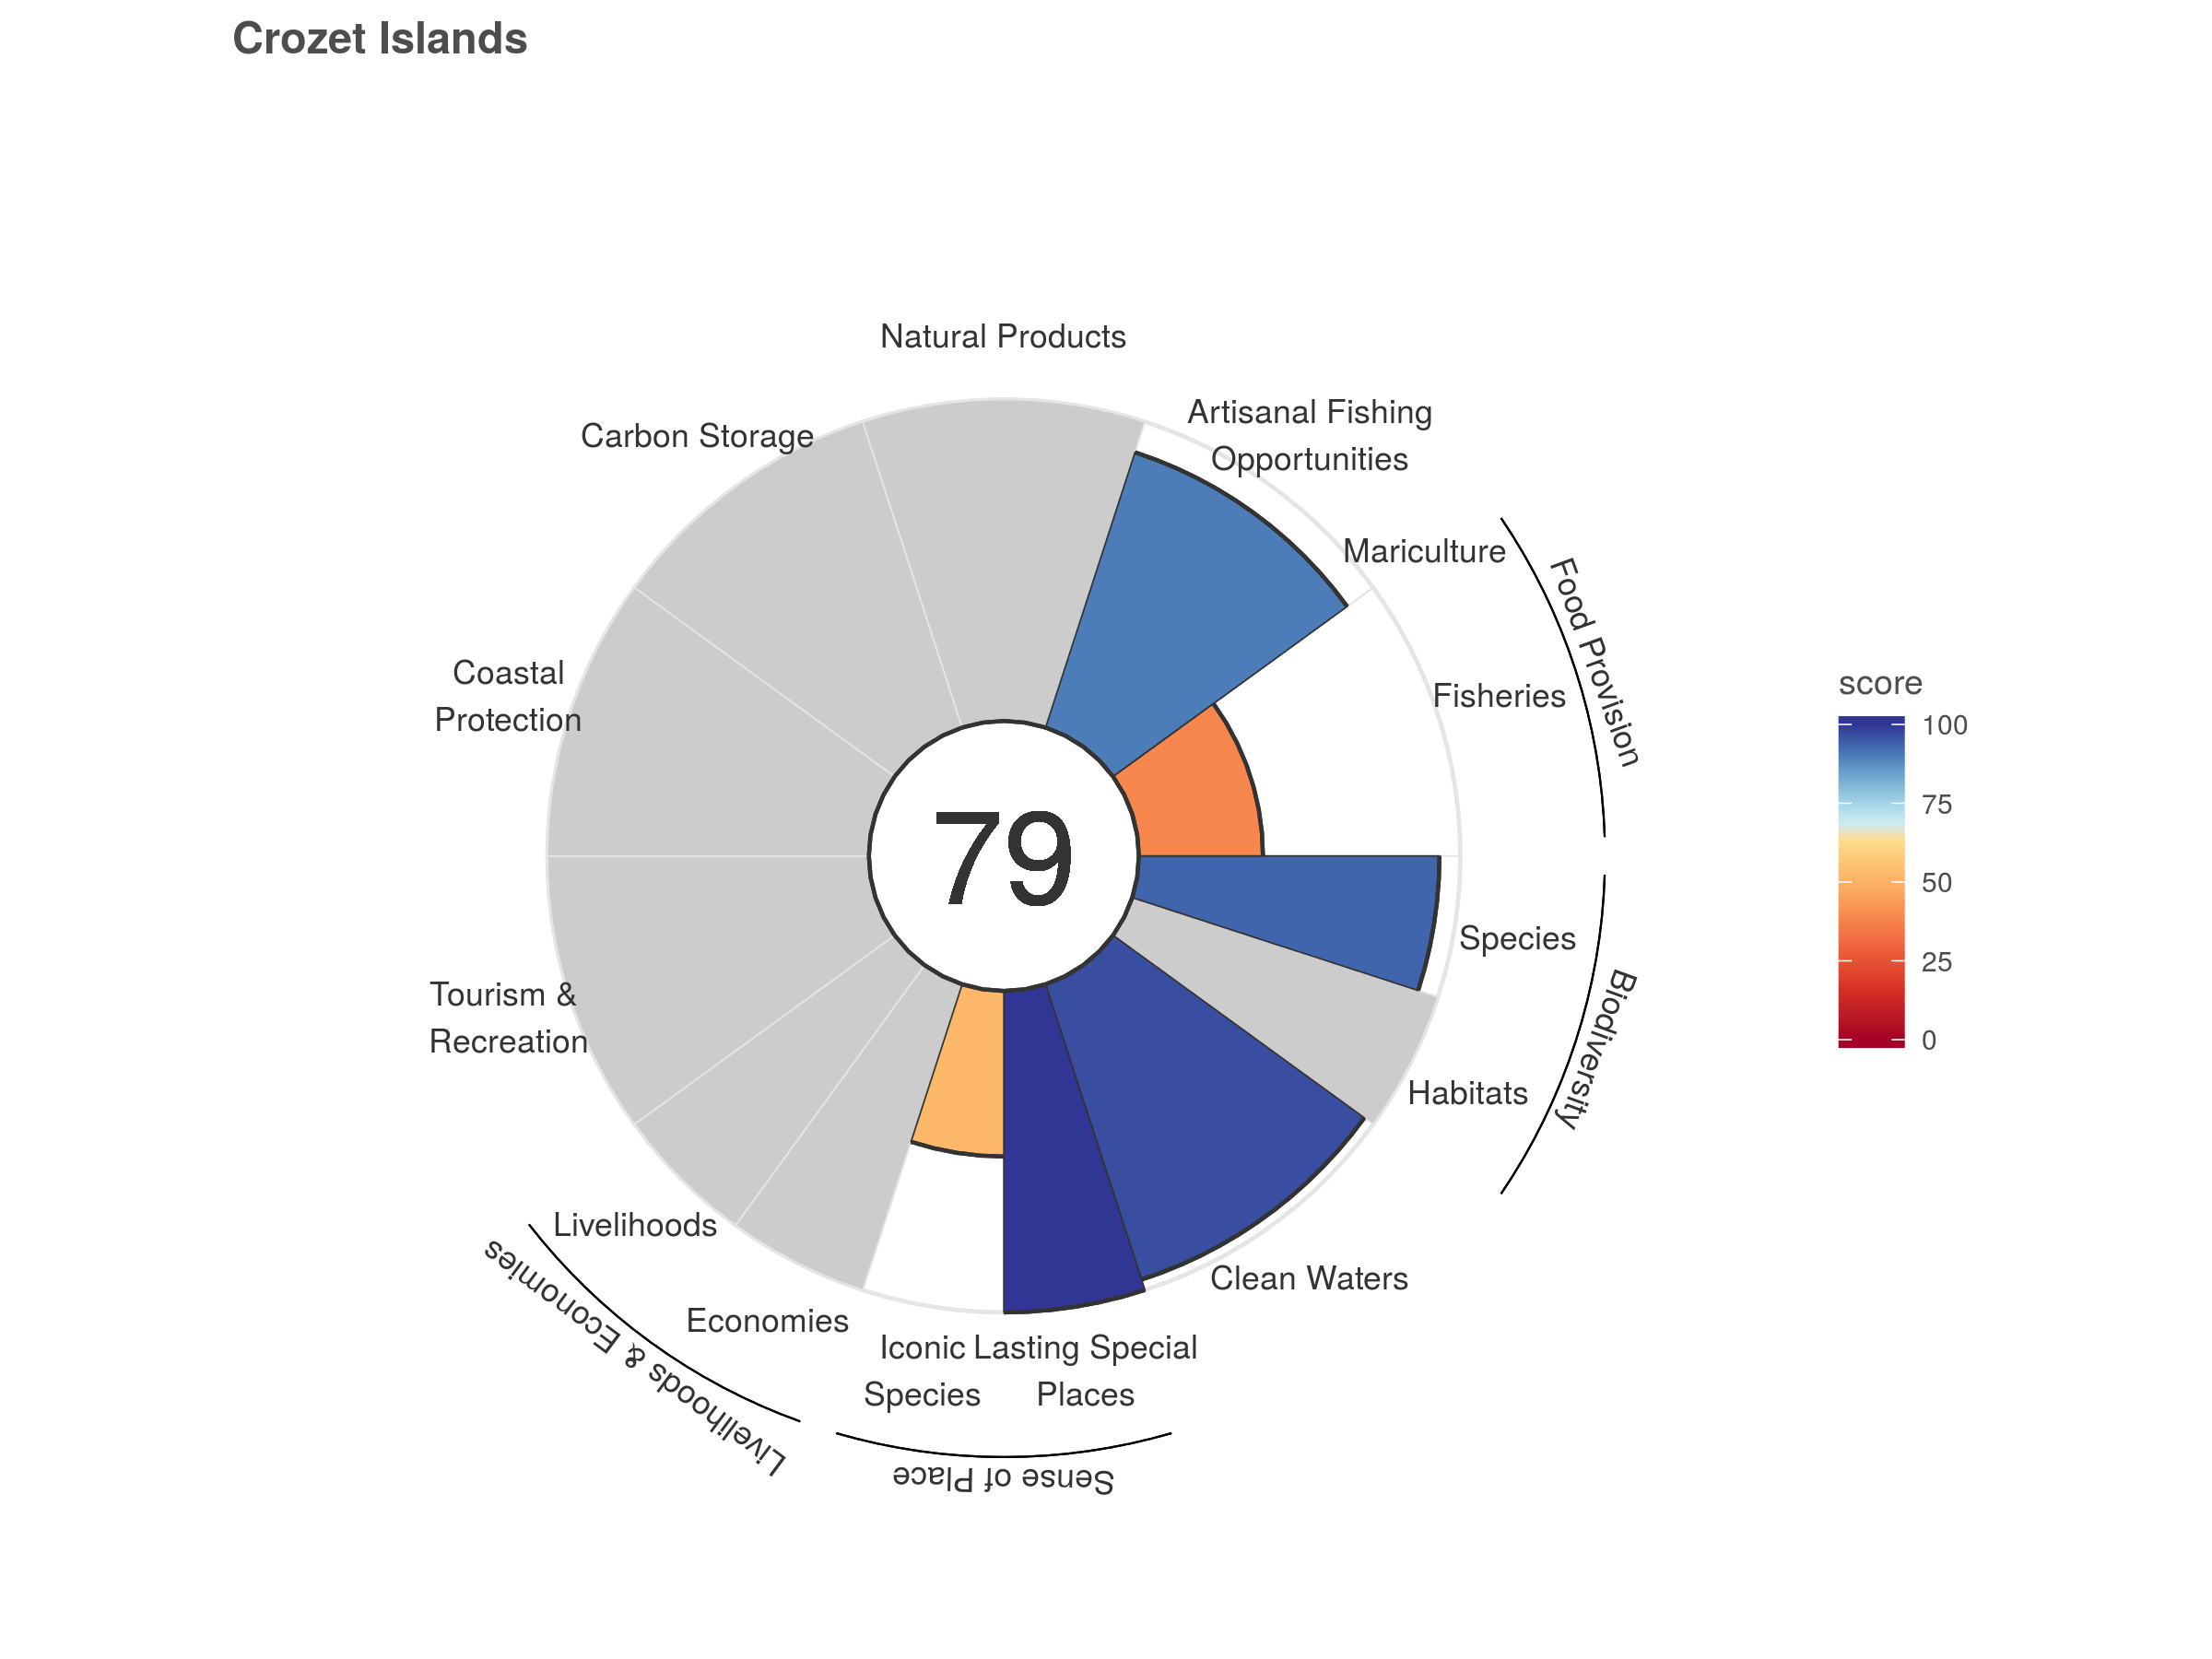 Crozet Islands
Natural Products
Artisanal Fishing
Opportunities
Carbon Storage
Mariculture
Food Provision
Fisheries
Coastal
Protection
79
score
100
75
50
25
0
Species
Biodiversity
Habitats
Tourism &
Recreation
Clean Waters
Livelihoods
Economies
Livelihoods & Economies
Iconic
Species
Lasting Special
Places
Sense of Place